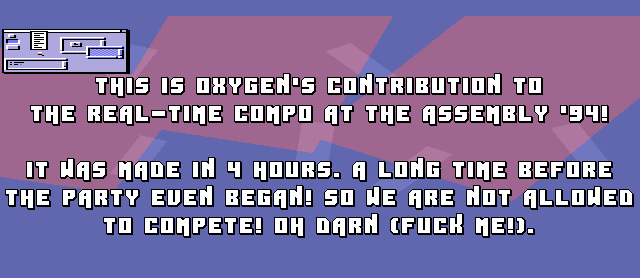 THIS IS OXYGEN'S CONTRIBUTION TO
THE REAL-TIME COMPO AT THE ASSEMBLY '94!
IT WAS MADE IN 4 HOURS. A LONG TIME BEFORE
THE PARTY EVEN BEGAN! SO WE ARE NOT ALLOWED
TO COMPETE! OH DARN (FUCK ME!).